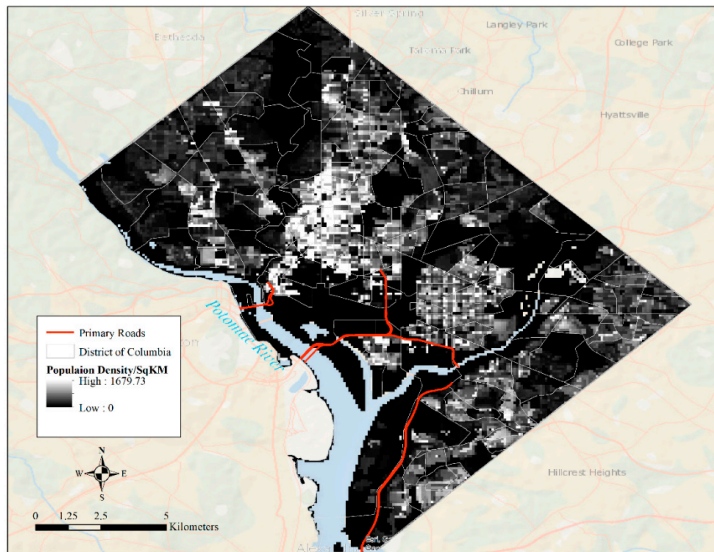 Silver Spring
Bethesda
Langley Park
Takoma Park
College Park
Chillum
Hyattsville
Potomac River
Primary Roads
District of Columbia
Populaion Density/SqKM
High : 1679.73
Low : 0
N
W
E
S
0 1.25 2.5 5
Kilometers
Hillcrest Heights